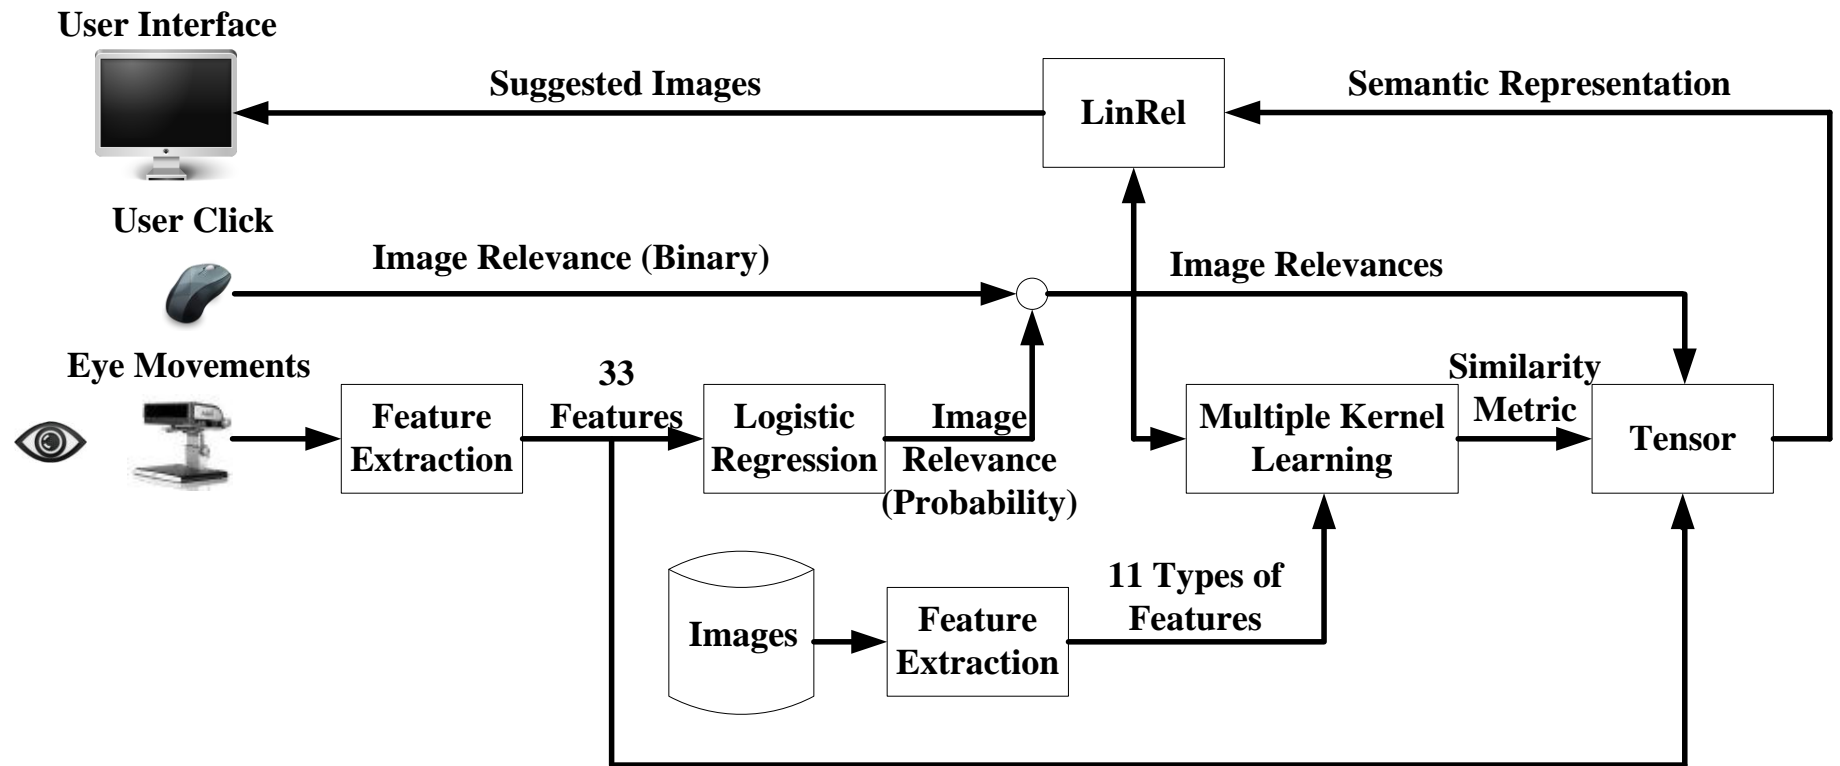 User Interface
Suggested Images
LinRel
Semantic Representation
User Click
Image Relevance (Binary)
Image Relevances
Eye Movements
Feature
Extraction
33
Features
Logistic
Regression
Image
Relevance
(Probability)
Multiple Kernel
Learning
Similarity
Metric
Tensor
Images
Feature
Extraction
11 Types of
Features